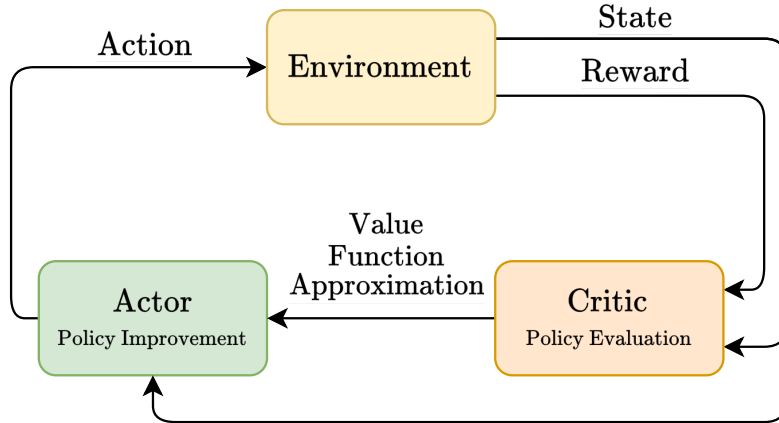 Action
Environment
State
Reward
Value
Function
Approximation
Actor
Policy Improvement
Critic
Policy Evaluation